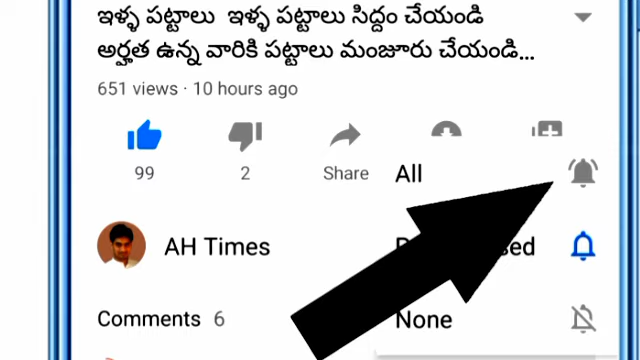 ఇళ్ళ పట్టాలు ఇళ్ళ పట్టాలు సిద్దం చేయండి
అర్హత ఉన్న వారికి పట్టాలు మంజూరు చేయండి...
651 views · 10 hours ago
99
2
Share
All
AH Times
Comments 6
None